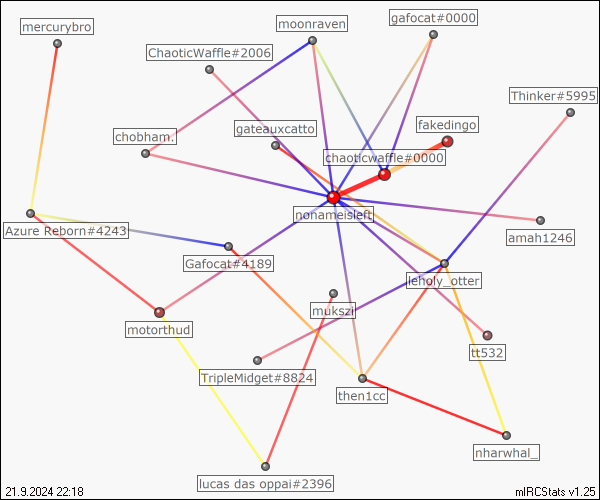 gafocat#0000
moonraven
mercurybro
ChaoticWaffle#2006
Thinker#5995
fakedingo
gateauxcatto
chobham.
chaoticwaffle#0000
nonameisleft
Azure Reborn#4243
amah1246
Gafocat#4189
leholy_otter
mukszi
motorthud
tt532
TripleMidget#8824
then1cc
nharwhal_
lucas das oppai#2396
21.9.2024 22:18
mIRCStats v1.25